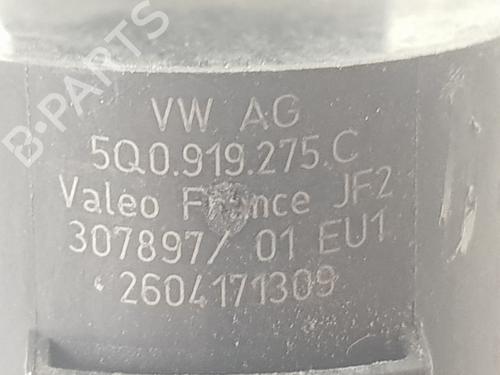 B-PARTS
VW AG
5Q0.919.275.C
Valeo France JF2
307897/ 01 EU1
2604171309